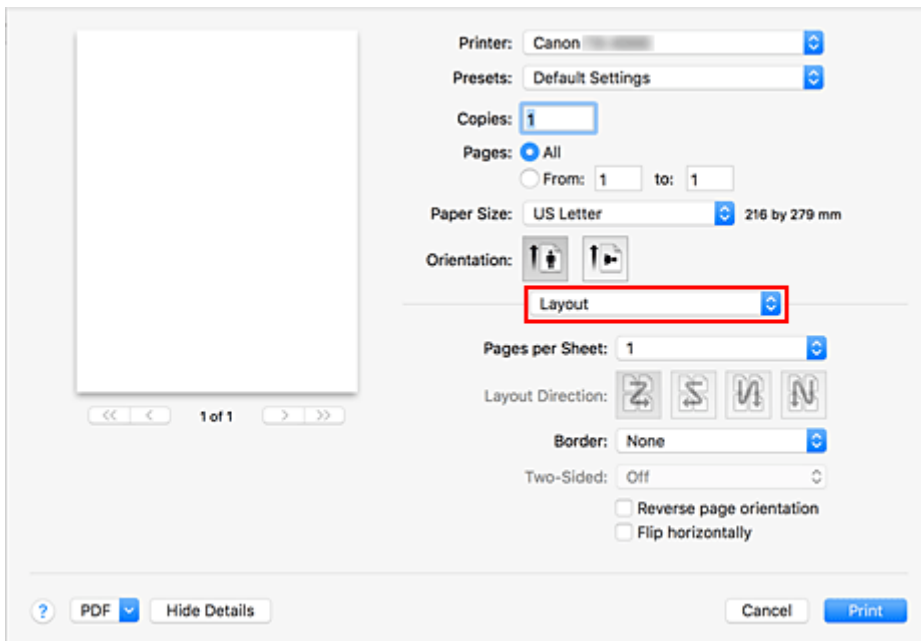 Printer: Canon
Presets: Default Settings
Copies: 1
Pages: All
From: 1 to: 1
Paper Size: US Letter 216 by 279 mm
Orientation:
Layout
Pages per Sheet: 1
Layout Direction:
1 of 1
Border: None
Two-Sided: Off
Reverse page orientation
Flip horizontally
? PDF Hide Details Cancel Print